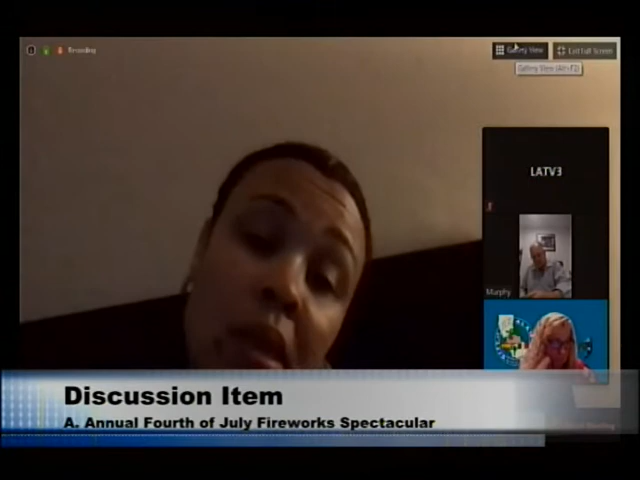 Recording
Gallery View
Exit Full Screen
Gallery View (Alt+F2)
LATV3
Murphy
Discussion Item
A. Annual Fourth of July Fireworks Spectacular